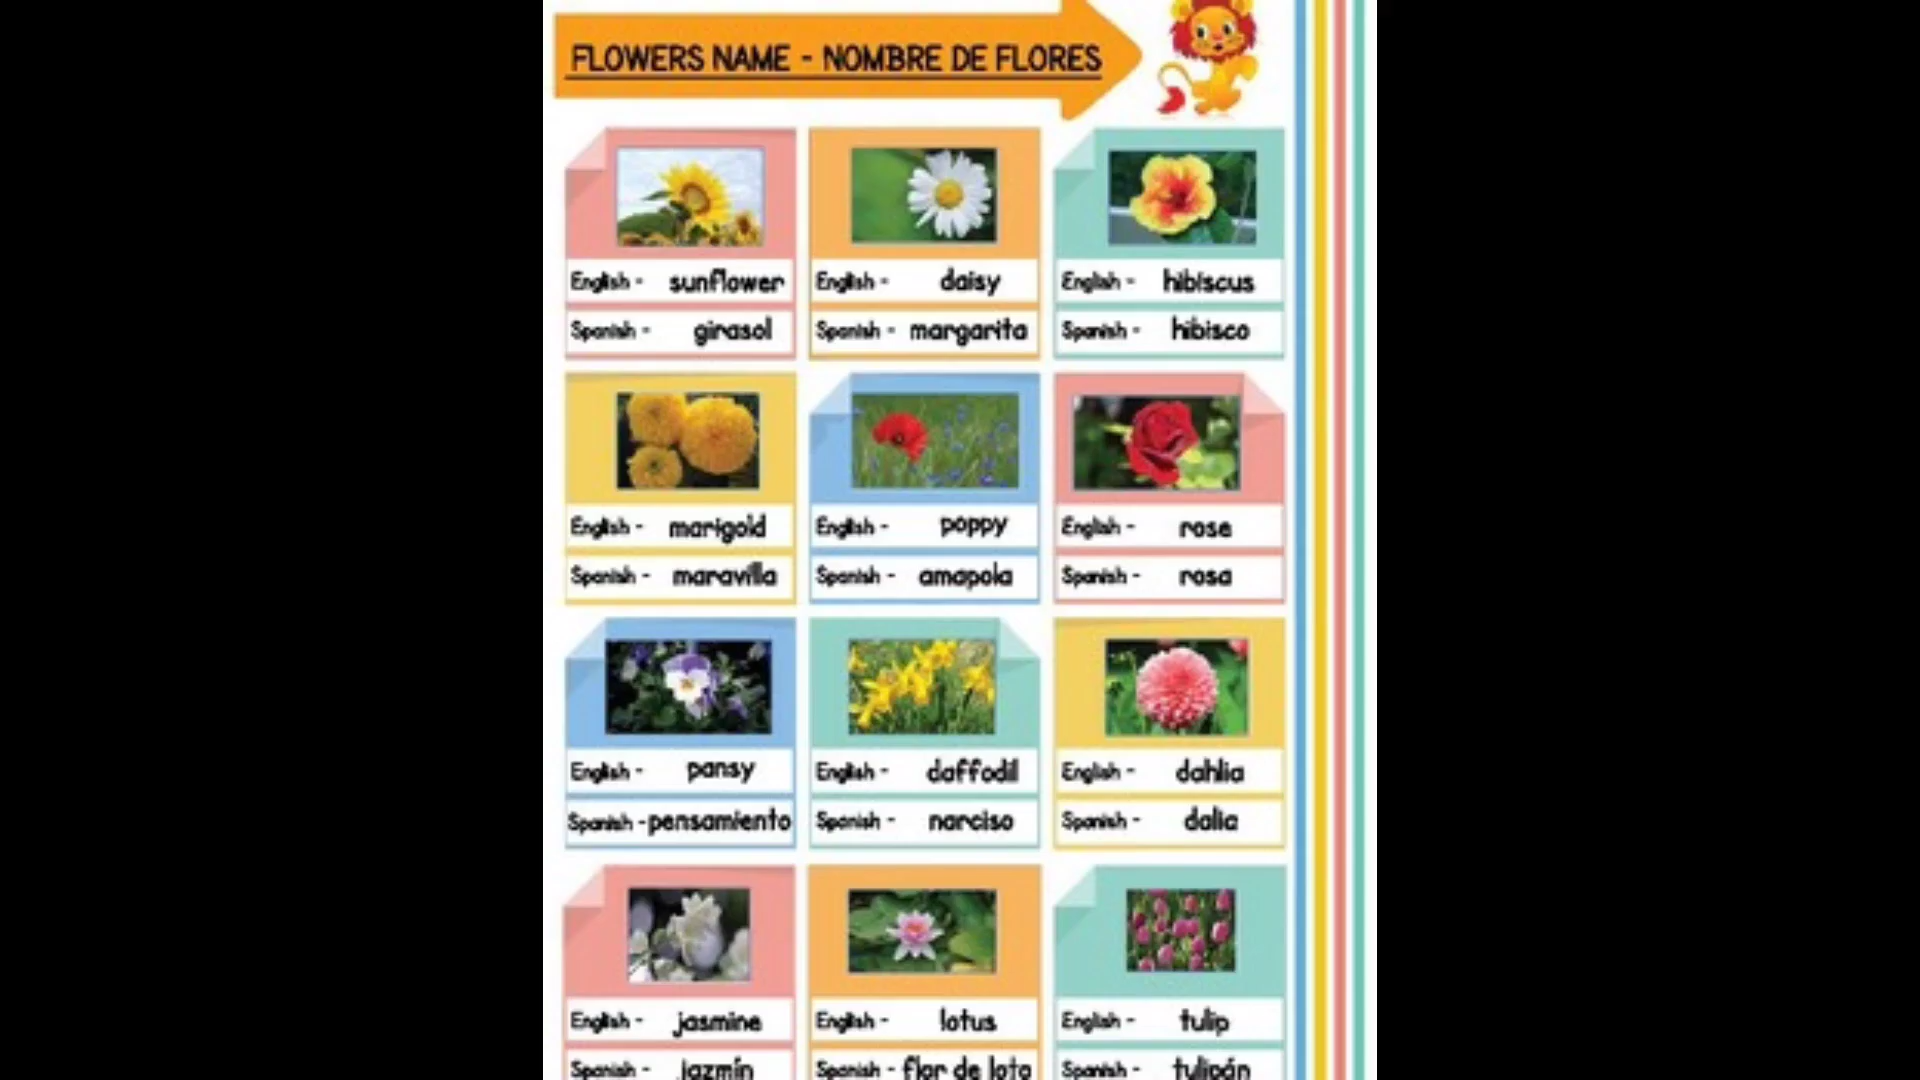 FLOWERS NAME - NOMBRE DE FLORES
English - sunflower
Spanish - girasol
English - daisy
Spanish - margarita
English - hibiscus
Spanish - hibisco
English - marigold
Spanish - maravilla
English - poppy
Spanish - amapola
English - rose
Spanish - rosa
English - pansy
Spanish - pensamiento
English - daffodil
Spanish - narciso
English - dahlia
Spanish - dalia
English - jasmine
Spanish - jazmín
English - lotus
Spanish - flor de loto
English - tulip
Spanish - tulipán